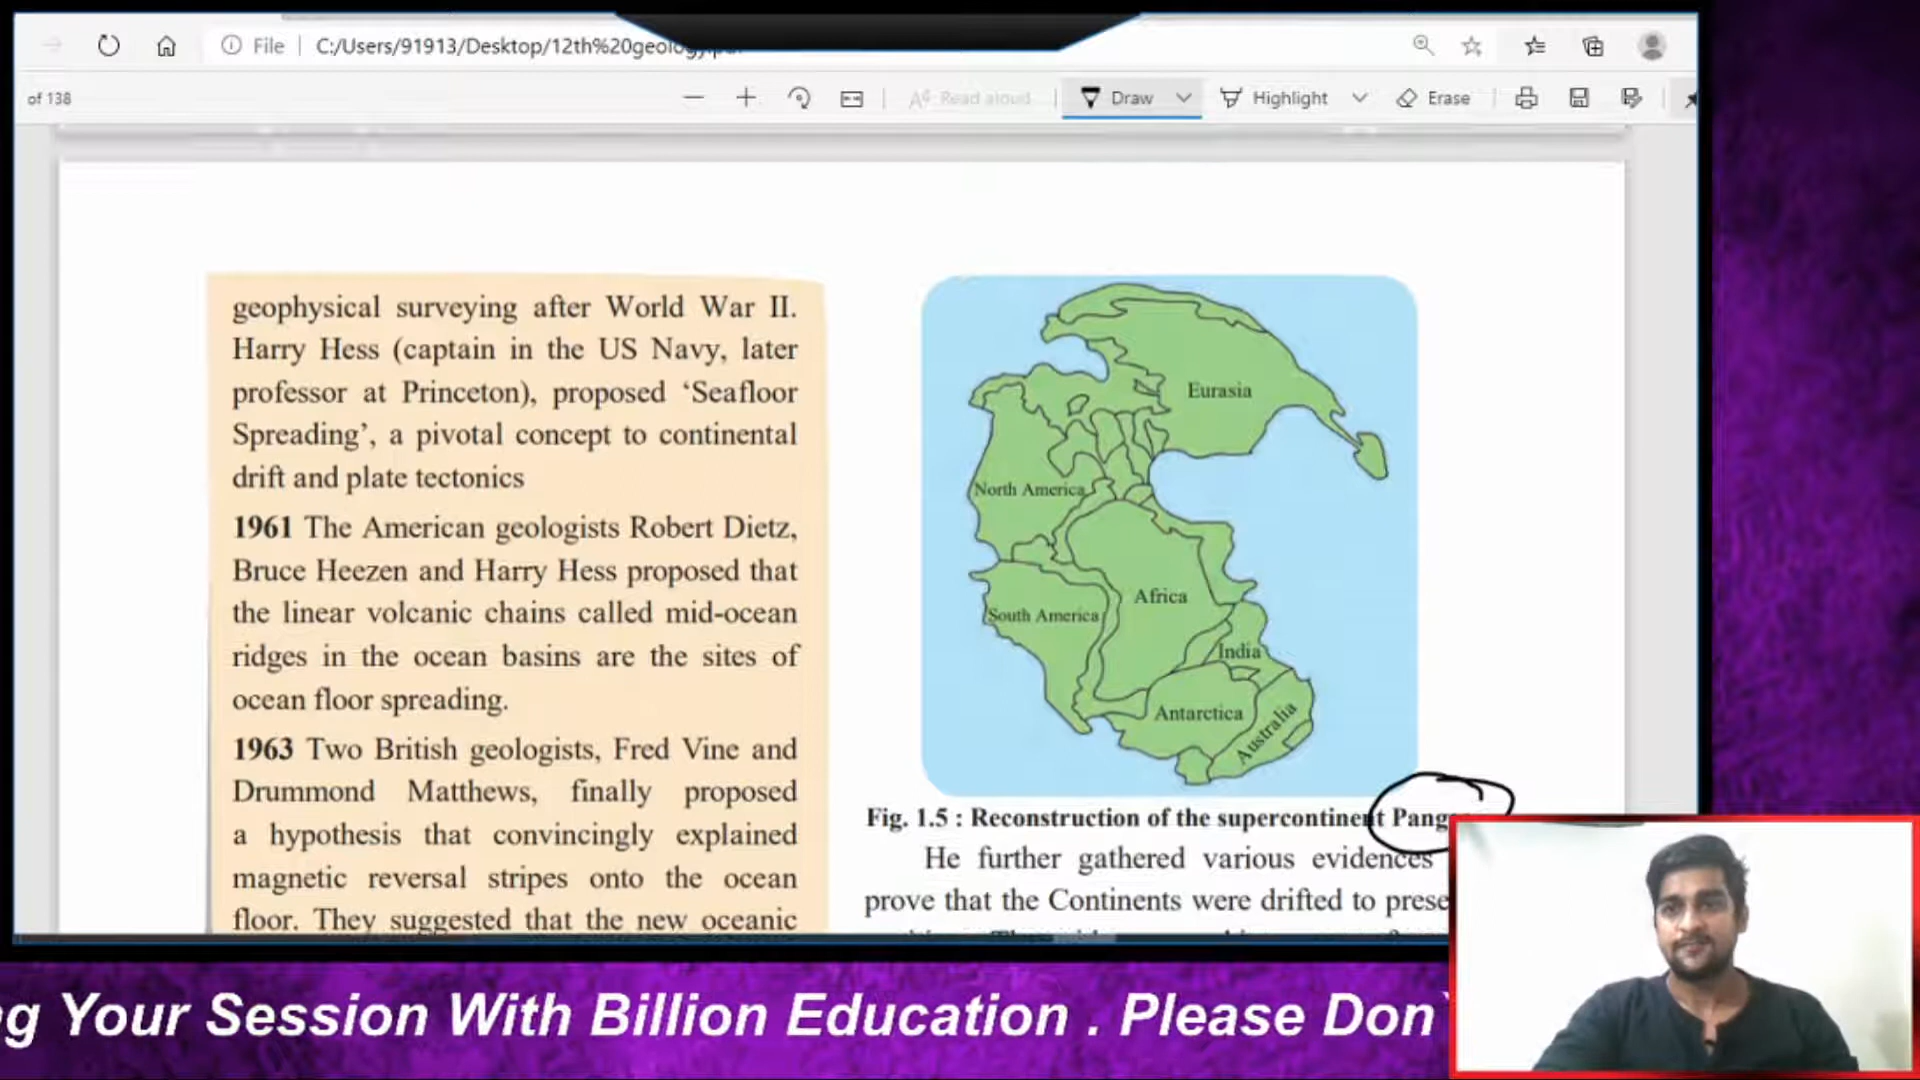 File
C:/Users/91913/Desktop/12th%20geology.pdf
of 138
Read aloud
Draw
Highlight
Erase
geophysical surveying after World War II.
Harry Hess (captain in the US Navy, later
professor at Princeton), proposed ‘Seafloor
Spreading’, a pivotal concept to continental
drift and plate tectonics
1961 The American geologists Robert Dietz,
Bruce Heezen and Harry Hess proposed that
the linear volcanic chains called mid-ocean
ridges in the ocean basins are the sites of
ocean floor spreading.
1963 Two British geologists, Fred Vine and
Drummond Matthews, finally proposed
a hypothesis that convincingly explained
magnetic reversal stripes onto the ocean
floor. They suggested that the new oceanic
Eurasia
North America
Africa
South America
India
Antarctica
Australia
Fig. 1.5 : Reconstruction of the supercontinent Pang
He further gathered various evidences
prove that the Continents were drifted to prese
g Your Session With Billion Education . Please Don`